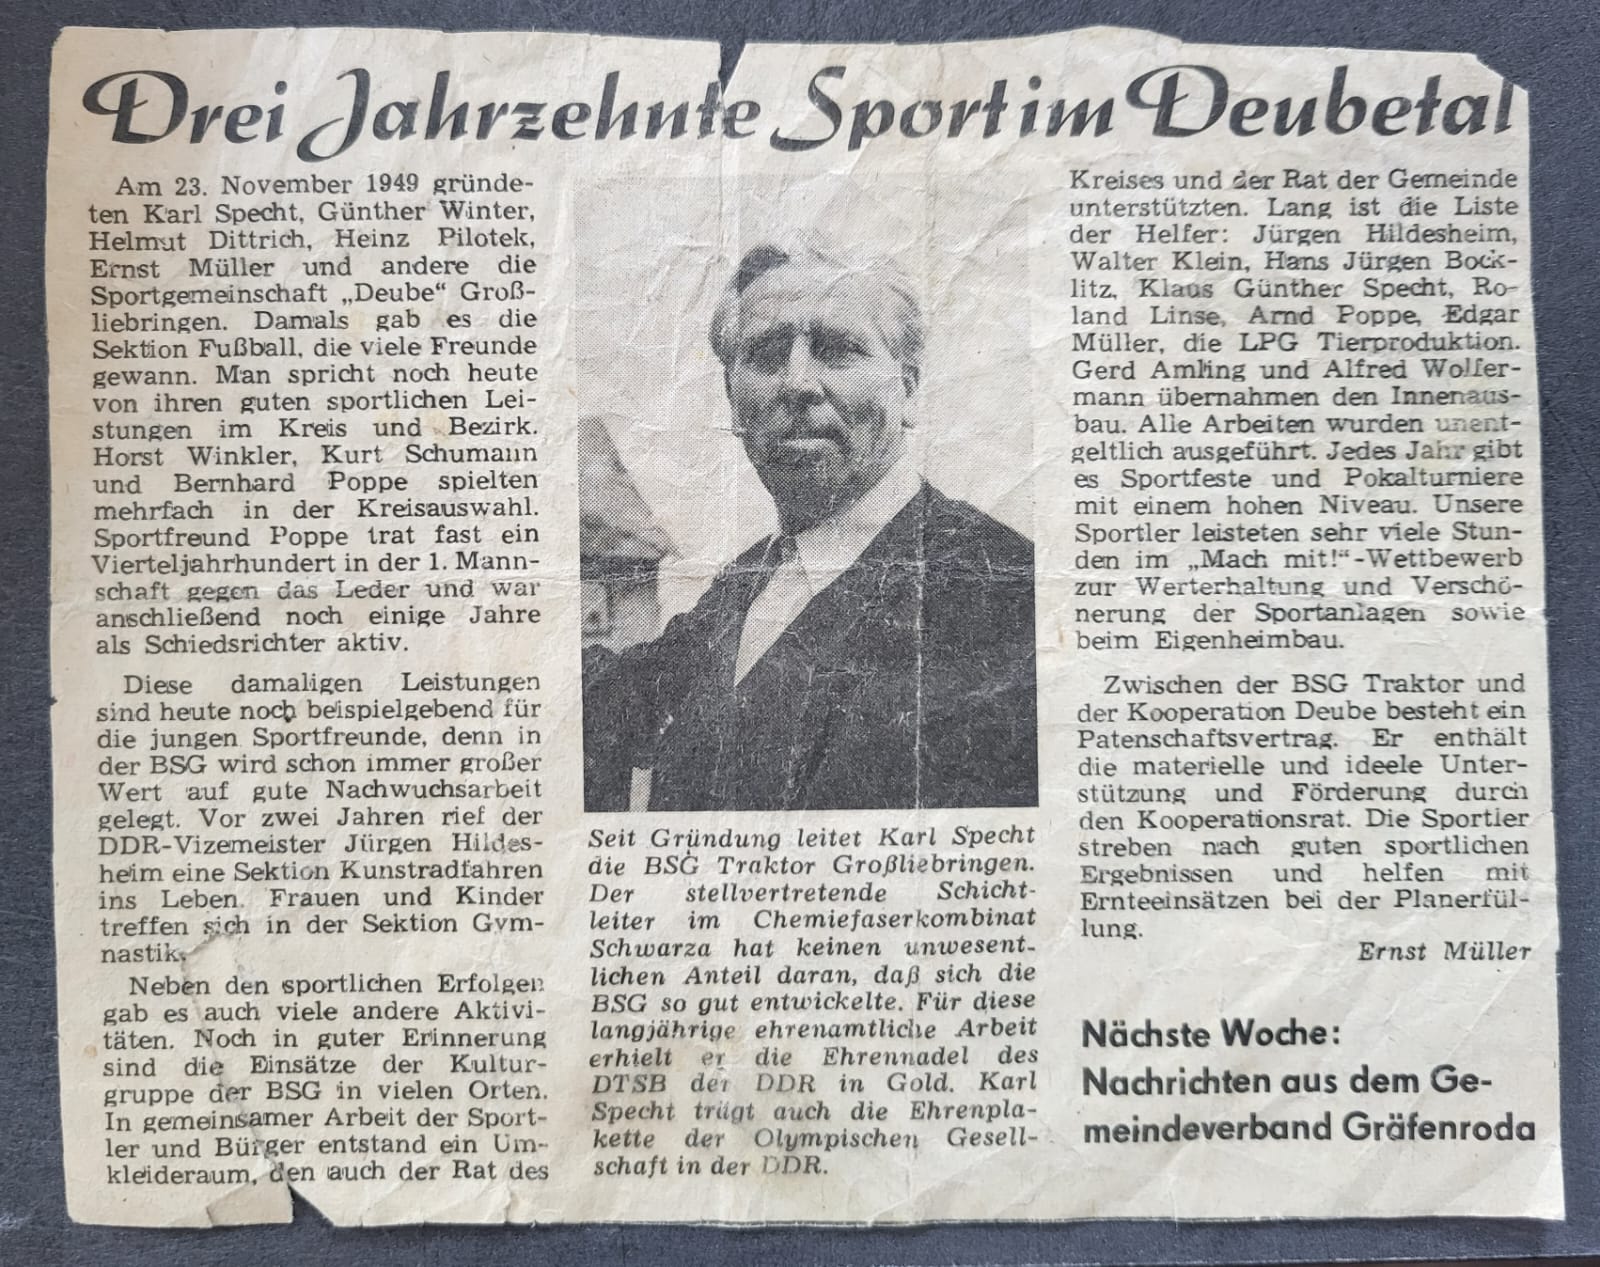 Drei Jahrzehnte Sport im Deubetal
Am 23. November 1949 gründe-
ten Karl Specht, Günther Winter,
Helmut Dittrich, Heinz Pilotek,
Ernst Müller und andere die
Sportgemeinschaft „Deube“ Groß-
liebringen. Damals gab es die
Sektion Fußball, die viele Freunde
gewann. Man spricht noch heute
von ihren guten sportlichen Lei-
stungen im Kreis und Bezirk.
Horst Winkler, Kurt Schumann
und Bernhard Poppe spielten
mehrfach in der Kreisauswahl.
Sportfreund Poppe trat fast ein
Vierteljahrhundert in der 1. Mann-
schaft gegen das Leder und war
anschließend noch einige Jahre
als Schiedsrichter aktiv.
Diese damaligen Leistungen
sind heute noch beispielgebend für
die jungen Sportfreunde, denn in
der BSG wird schon immer großer
Wert auf gute Nachwuchsarbeit
gelegt. Vor zwei Jahren rief der
DDR-Vizemeister Jürgen Hildes-
heim eine Sektion Kunstradfahren
ins Leben. Frauen und Kinder
treffen sich in der Sektion Gym-
nastik.
Neben den sportlichen Erfolgen
gab es auch viele andere Aktivi-
täten. Noch in guter Erinnerung
sind die Einsätze der Kultur-
gruppe der BSG in vielen Orten.
In gemeinsamer Arbeit der Sport-
ler und Bürger entstand ein Um-
kleideraum, den auch der Rat des
Seit Gründung leitet Karl Specht
die BSG Traktor Großliebringen.
Der stellvertretende Schicht-
leiter im Chemiefaserkombinat
Schwarza hat keinen unwesent-
lichen Anteil daran, daß sich die
BSG so gut entwickelte. Für diese
langjährige ehrenamtliche Arbeit
erhielt er die Ehrennadel des
DTSB der DDR in Gold. Karl
Specht trägt auch die Ehrenpla-
kette der Olympischen Gesell-
schaft in der DDR.
Kreises und der Rat der Gemeinde
unterstützten. Lang ist die Liste
der Helfer: Jürgen Hildesheim,
Walter Klein, Hans Jürgen Bock-
litz, Klaus Günther Specht, Ro-
land Linse, Arnd Poppe, Edgar
Müller, die LPG Tierproduktion.
Gerd Amling und Alfred Wolfer-
mann übernahmen den Innenaus-
bau. Alle Arbeiten wurden unent-
geltlich ausgeführt. Jedes Jahr gibt
es Sportfeste und Pokalturniere
mit einem hohen Niveau. Unsere
Sportler leisteten sehr viele Stun-
den im „Mach mit!“-Wettbewerb
zur Werterhaltung und Verschö-
nerung der Sportanlagen sowie
beim Eigenheimbau.
Zwischen der BSG Traktor und
der Kooperation Deube besteht ein
Patenschaftsvertrag. Er enthält
die materielle und ideele Unter-
stützung und Förderung durch
den Kooperationsrat. Die Sportler
streben nach guten sportlichen
Ergebnissen und helfen mit
Ernteeinsätzen bei der Planerfül-
lung.
Ernst Müller
Nächste Woche:
Nachrichten aus dem Ge-
meindeverband Gräfenroda